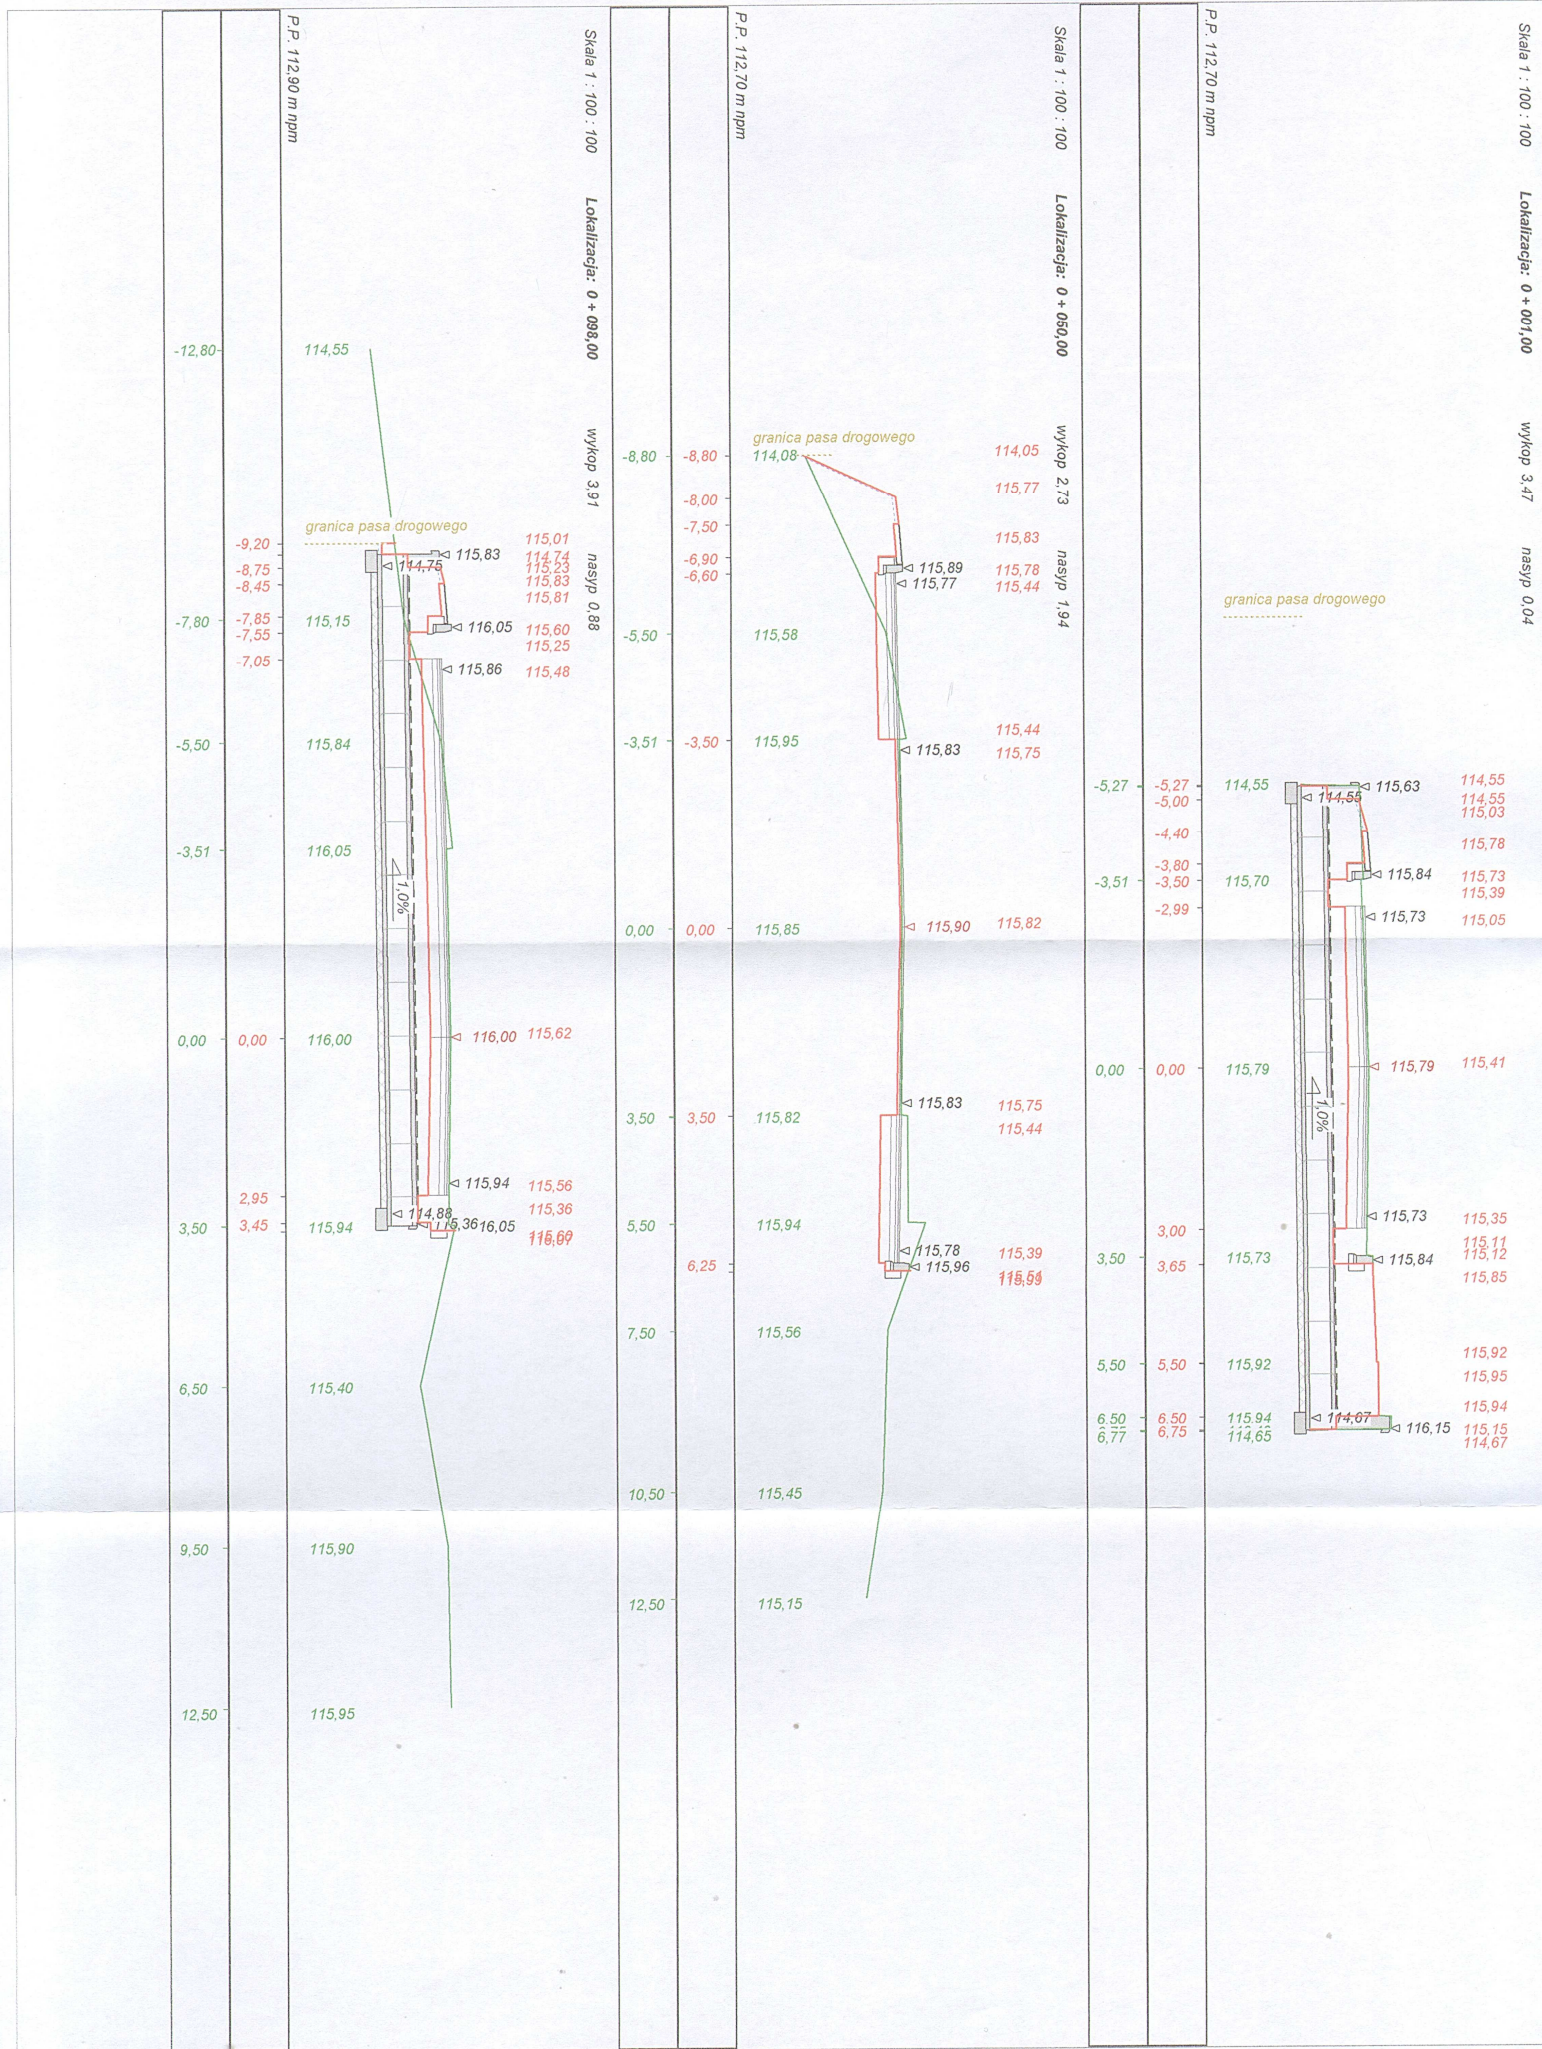 Skala 1 : 100 : 100 Lokalizacja: 0 + 098,00 wykop 3,91 nasyp 0,88
P.P. 112,90 m npm
-12,80 114,55
granica pasa drogowego
-9,20 115,01
115,83 114,74
-8,75 114,75 115,23
-8,45 115,83
115,81
-7,85
-7,80 115,15
-7,55 116,05 115,60
115,25
-7,05 115,86 115,48
-5,50 115,84
-3,51 116,05
1,0%
0,00 0,00 116,00 116,00 115,62
115,94 115,56
2,95 115,36
114,88
3,50 3,45 115,94 16,05
6,50 115,40
9,50 115,90
12,50 115,95
Skala 1 : 100 : 100 Lokalizacja: 0 + 050,00 wykop 2,73 nasyp 1,94
P.P. 112,70 m npm
granica pasa drogowego
-8,80 -8,80 114,08 114,05
-8,00 115,77
-7,50 115,83
-6,90 115,89 115,78
-6,60 115,77 115,44
-5,50 115,58
115,44
-3,51 -3,50 115,95 115,83 115,75
0,00 0,00 115,85 115,90 115,82
115,83 115,75
3,50 3,50 115,82 115,44
5,50 115,94
115,78 115,39
6,25 115,96
7,50 115,56
10,50 115,45
12,50 115,15
Skala 1 : 100 : 100 Lokalizacja: 0 + 001,00 wykop 3,47 nasyp 0,04
P.P. 112,70 m npm
granica pasa drogowego
-5,27 -5,27 114,55 115,63 114,55
-5,00 114,55 114,55
115,03
-4,40 115,78
-3,80 115,84 115,73
-3,51 -3,50 115,70 115,39
-2,99 115,73 115,05
0,00 0,00 115,79 115,79 115,41
1,0%
115,73 115,35
3,00 115,11
3,50 115,73 115,84 115,12
3,65 115,85
115,92
5,50 5,50 115,92 115,95
115,94
6,50 6,50 115,94 114,67
6,75 116,15 115,15
6,77 114,65 114,67